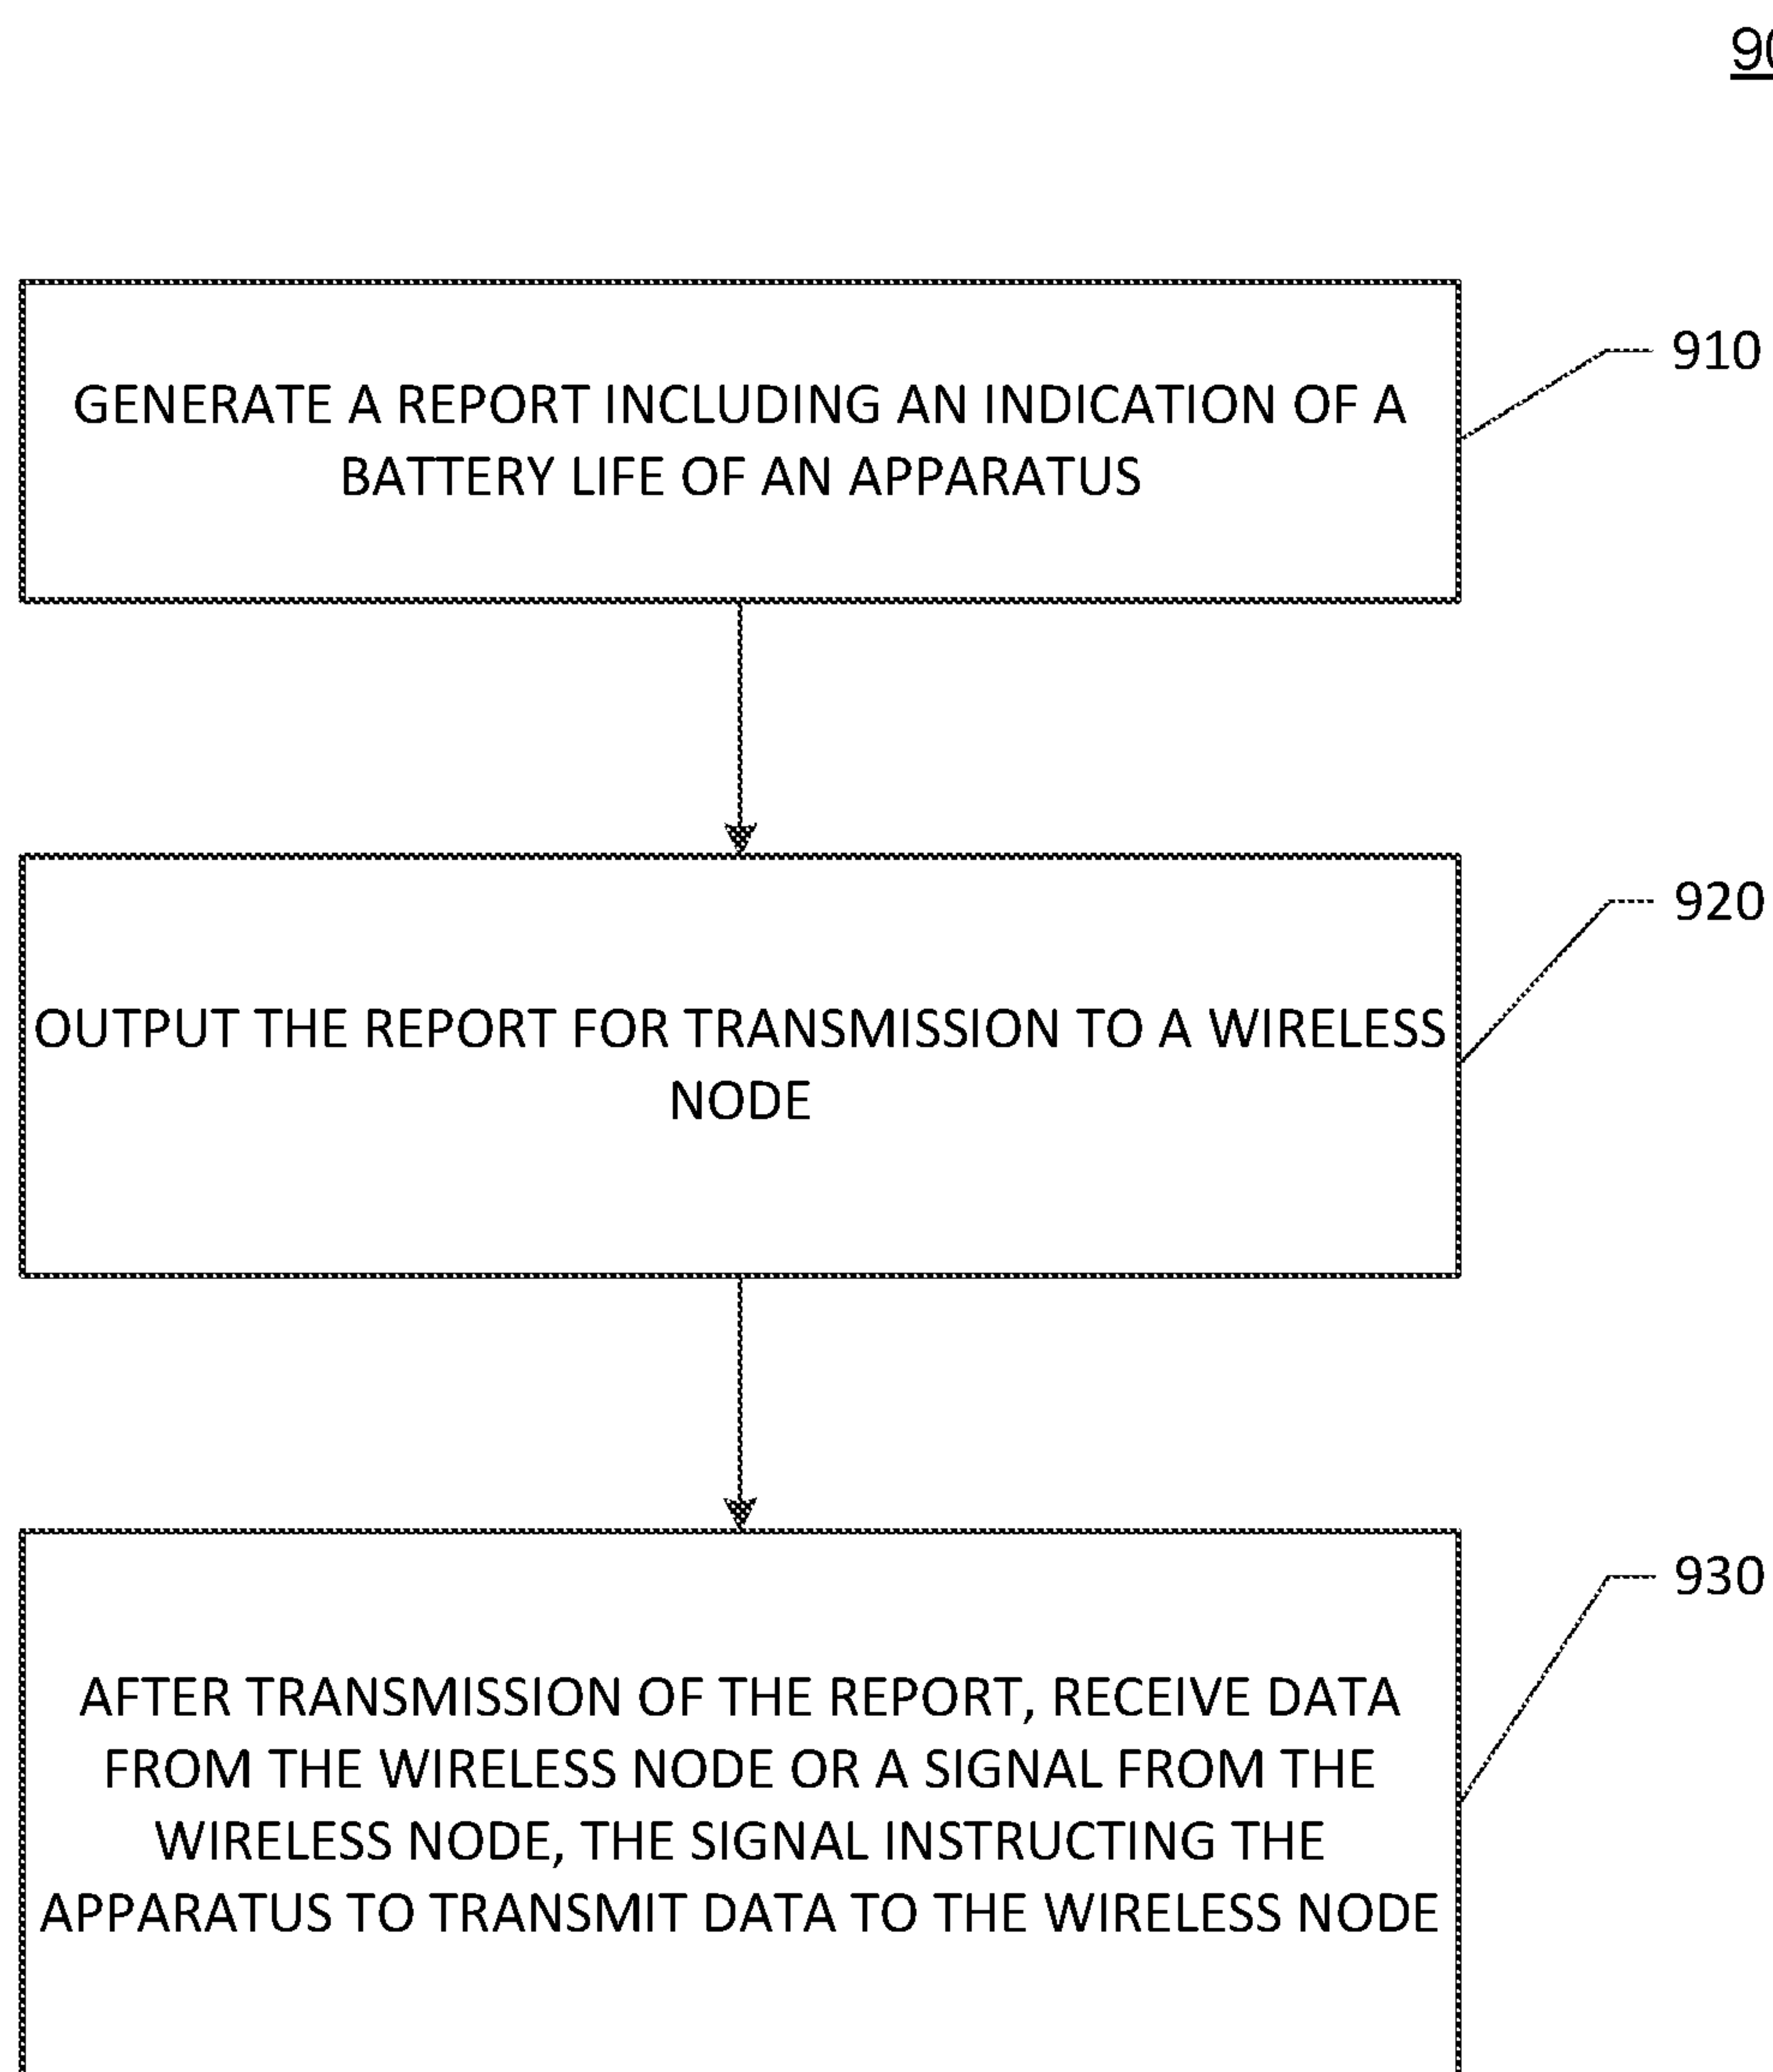 910
GENERATE A REPORT INCLUDING AN INDICATION OF A
BATTERY LIFE OF AN APPARATUS
920
OUTPUT THE REPORT FOR TRANSMISSION TO A WIRELESS
NODE
930
AFTER TRANSMISSION OF THE REPORT, RECEIVE DATA
FROM THE WIRELESS NODE OR A SIGNAL FROM THE
WIRELESS NODE, THE SIGNAL INSTRUCTING THE
APPARATUS TO TRANSMIT DATA TO THE WIRELESS NODE